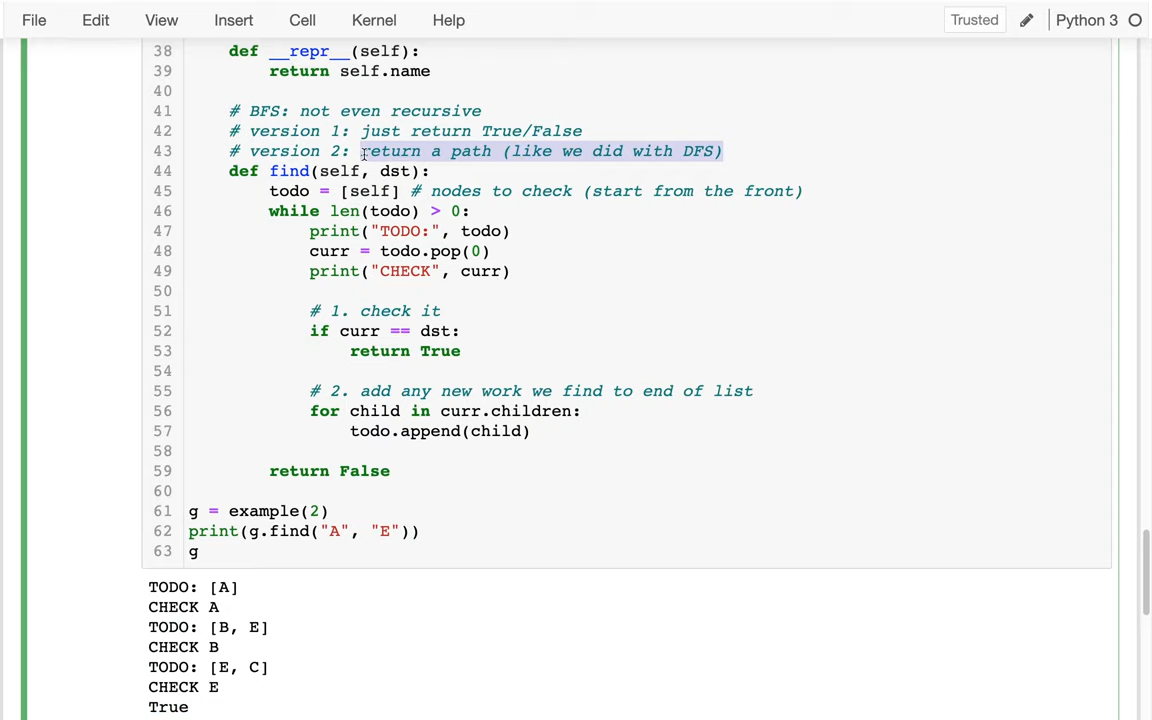 File Edit View Insert Cell Kernel Help Trusted Python 3
38 def __repr__(self):
39 return self.name
40
41 # BFS: not even recursive
42 # version 1: just return True/False
43 # version 2: return a path (like we did with DFS)
44 def find(self, dst):
45 todo = [self] # nodes to check (start from the front)
46 while len(todo) > 0:
47 print("TODO:", todo)
48 curr = todo.pop(0)
49 print("CHECK", curr)
50
51 # 1. check it
52 if curr == dst:
53 return True
54
55 # 2. add any new work we find to end of list
56 for child in curr.children:
57 todo.append(child)
58
59 return False
60
61 g = example(2)
62 print(g.find("A", "E"))
63 g
TODO: [A]
CHECK A
TODO: [B, E]
CHECK B
TODO: [E, C]
CHECK E
True